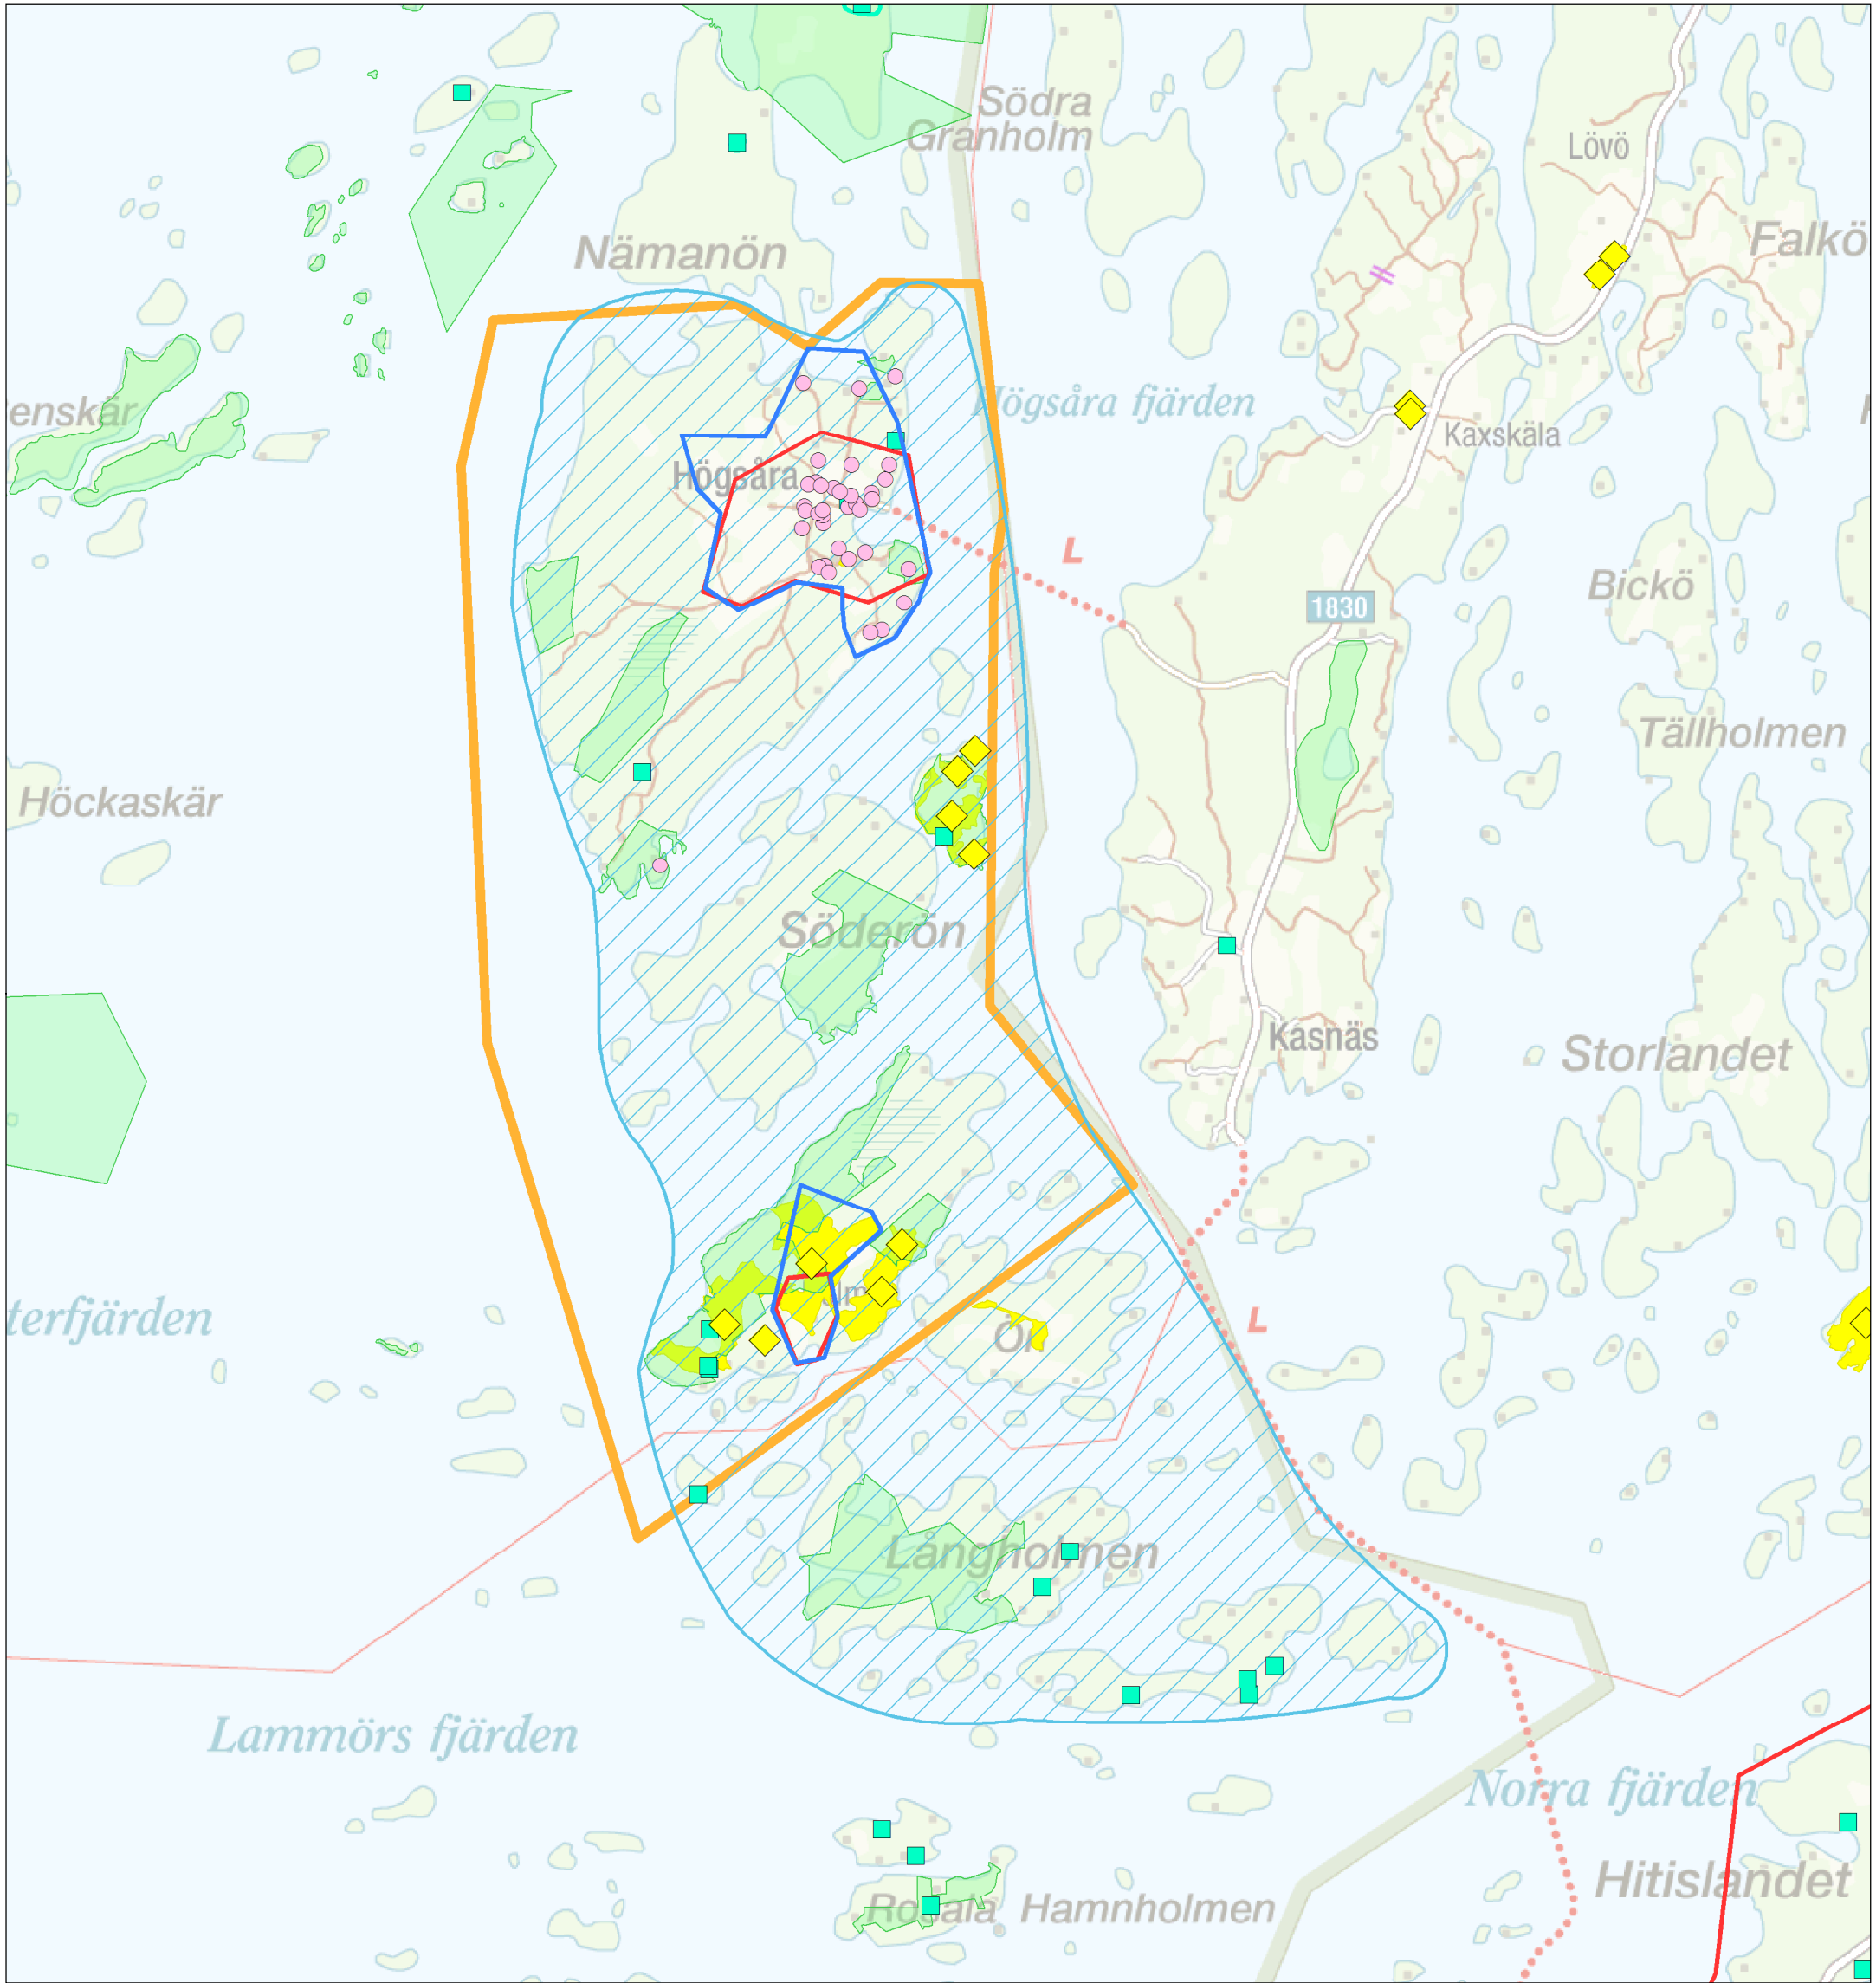 Södra
Granholm
Lövö
Nämanön
Falkö
Högsåra fjärden
enskär
Kaxskäla
Högsåra
L
Bickö
1830
Tällholmen
Höckaskär
Söderön
Kasnäs
Storlandet
terfjärden
L
Långholmen
Lammörs fjärden
Norra fjärden
Hitislandet
Rosala Hamnholmen